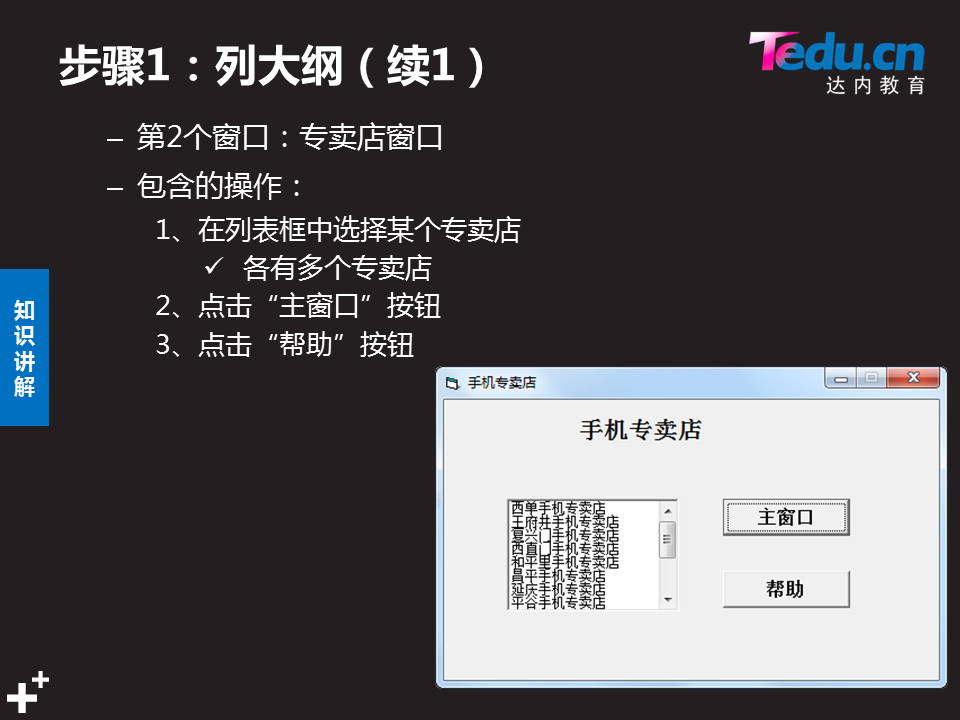 步骤1：列大纲（续1）
Tedu.cn
达内教育
– 第2个窗口：专卖店窗口
– 包含的操作：
1、在列表框中选择某个专卖店
✓ 各有多个专卖店
2、点击“主窗口”按钮
3、点击“帮助”按钮
知识讲解
手机专卖店
手机专卖店
西单手机专卖店
王府井手机专卖店
复兴门手机专卖店
西直门手机专卖店
和平里手机专卖店
昌平手机专卖店
延庆手机专卖店
平谷手机专卖店
主窗口
帮助